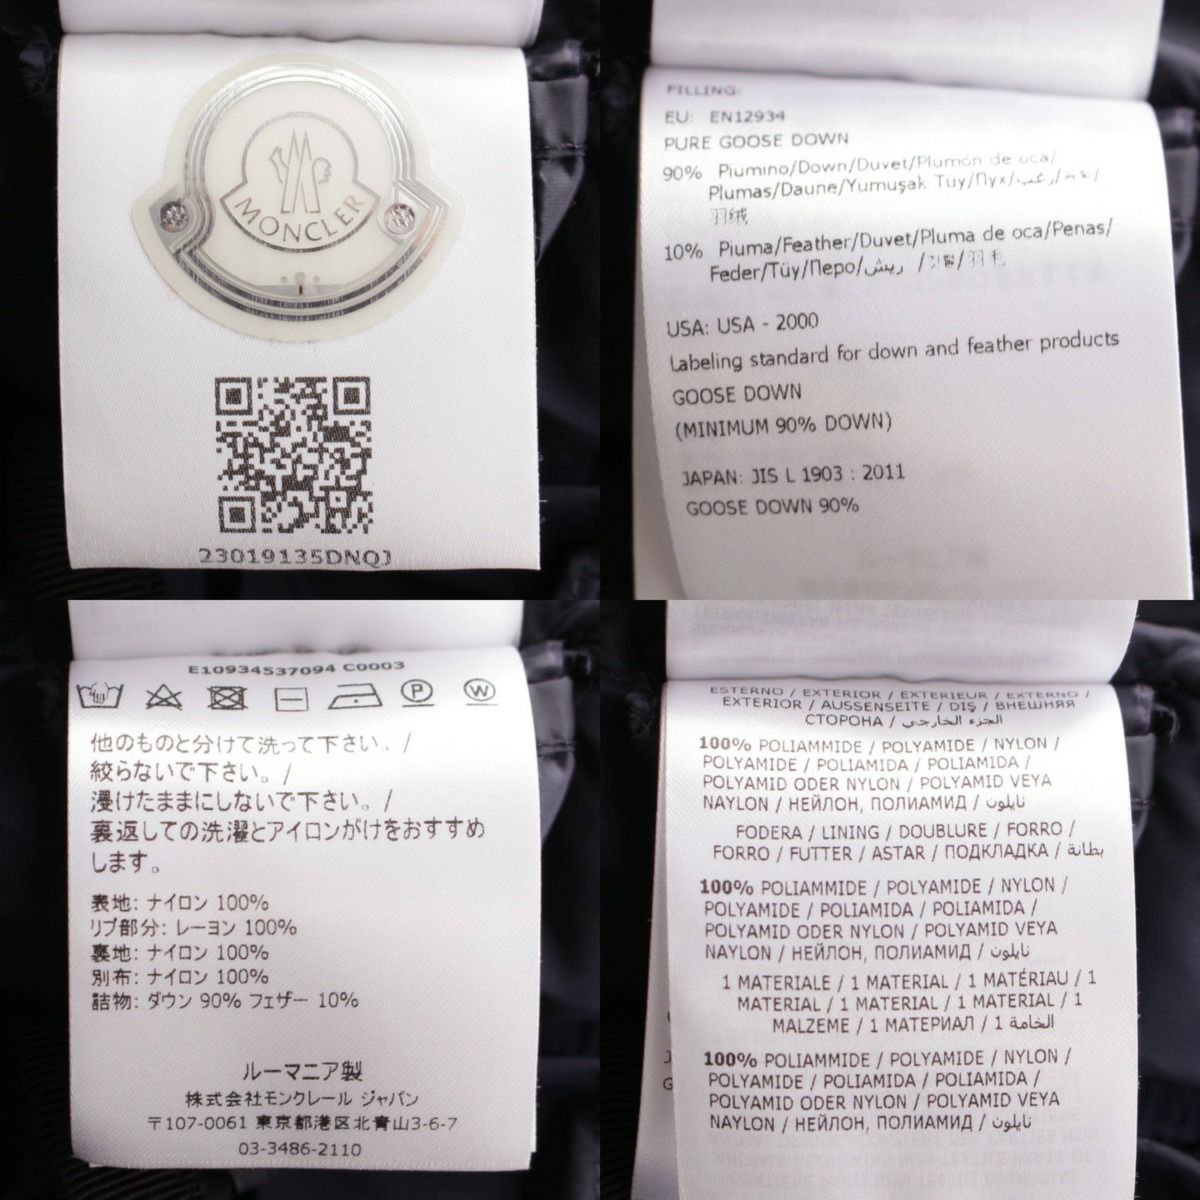 MONCLER
23019135DNQJ
FILLING:
EU: EN12934
PURE GOOSE DOWN
90% Piumino/Down/Duvet/Plumón de oca/
Plumas/Daune/Yumuşak Tüy/Пух/
羽绒
10% Piuma/Feather/Duvet/Pluma de oca/Penas/
Feder/Tüy/Перо/ريش /羽毛
USA: USA - 2000
Labeling standard for down and feather products
GOOSE DOWN
(MINIMUM 90% DOWN)
JAPAN: JIS L 1903 : 2011
GOOSE DOWN 90%
E10934537094 C0003
P
W
他のものと分けて洗って下さい。/
絞らないで下さい。/
浸けたままにしないで下さい。/
裏返しての洗濯とアイロンがけをおすすめ
します。
表地: ナイロン 100%
リブ部分: レーヨン 100%
裏地: ナイロン 100%
別布: ナイロン 100%
詰物: ダウン 90% フェザー 10%
ルーマニア製
株式会社モンクレール ジャパン
〒107-0061 東京都港区北青山3-6-7
03-3486-2110
ESTERNO / EXTERIOR / EXTERIEUR / EXTERNO /
EXTERIOR / AUSSENSEITE / DIŞ / ВНЕШНЯЯ
СТОРОНА / الجزء الخارجي
100% POLIAMMIDE / POLYAMIDE / NYLON /
POLYAMIDE / POLIAMIDA / POLIAMIDA /
POLYAMID ODER NYLON / POLYAMID VEYA
NAYLON / НЕЙЛОН, ПОЛИАМИД / نايلون
FODERA / LINING / DOUBLURE / FORRO /
FORRO / FUTTER / ASTAR / ПОДКЛАДКА / بطانة
100% POLIAMMIDE / POLYAMIDE / NYLON /
POLYAMIDE / POLIAMIDA / POLIAMIDA /
POLYAMID ODER NYLON / POLYAMID VEYA
NAYLON / НЕЙЛОН, ПОЛИАМИД / نايلون
1 MATERIALE / 1 MATERIAL / 1 MATÉRIAU / 1
MATERIAL / 1 MATERIAL / 1 MATERIAL / 1
MALZEME / 1 МАТЕРИАЛ / 1 الخامة
100% POLIAMMIDE / POLYAMIDE / NYLON /
POLYAMIDE / POLIAMIDA / POLIAMIDA /
POLYAMID ODER NYLON / POLYAMID VEYA
NAYLON / НЕЙЛОН, ПОЛИАМИД / نايلون